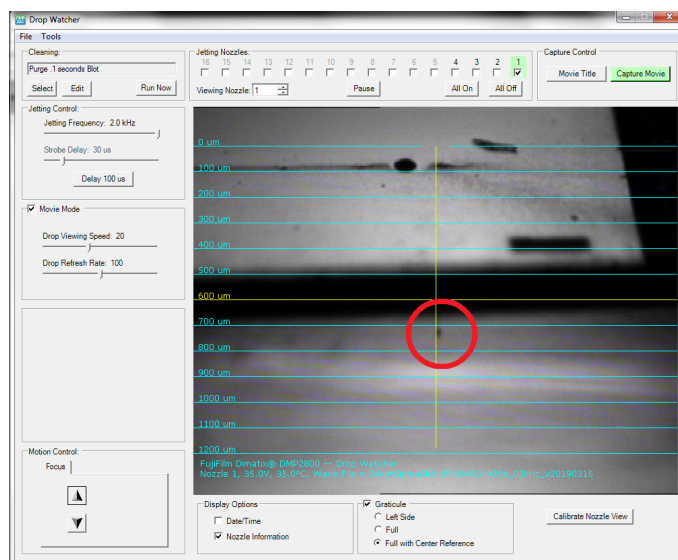 Drop Watcher
File Tools
Cleaning:
Purge .1 seconds Blot
Select Edit Run Now
Jetting Nozzles:
16 15 14 13 12 11 10 9 8 7 6 5 4 3 2 1
Viewing Nozzle: 1 Pause All On All Off
Capture Control
Movie Title Capture Movie
Jetting Control:
Jetting Frequency: 2.0 kHz
Strobe Delay: 30 us
Delay 100 us
Movie Mode
Drop Viewing Speed: 20
Drop Refresh Rate: 100
0 um
100 um
200 um
300 um
400 um
500 um
600 um
700 um
800 um
900 um
1000 um
1100 um
1200 um
FujiFilm Dimatix® DMP2800 -- Drop Watcher
Nozzle 1, 35.0V, 35.0°C, Wave File =
Motion Control:
Focus
Display Options
Date/Time
Nozzle Information
Graticule
Left Side
Full
Full with Center Reference
Calibrate Nozzle View